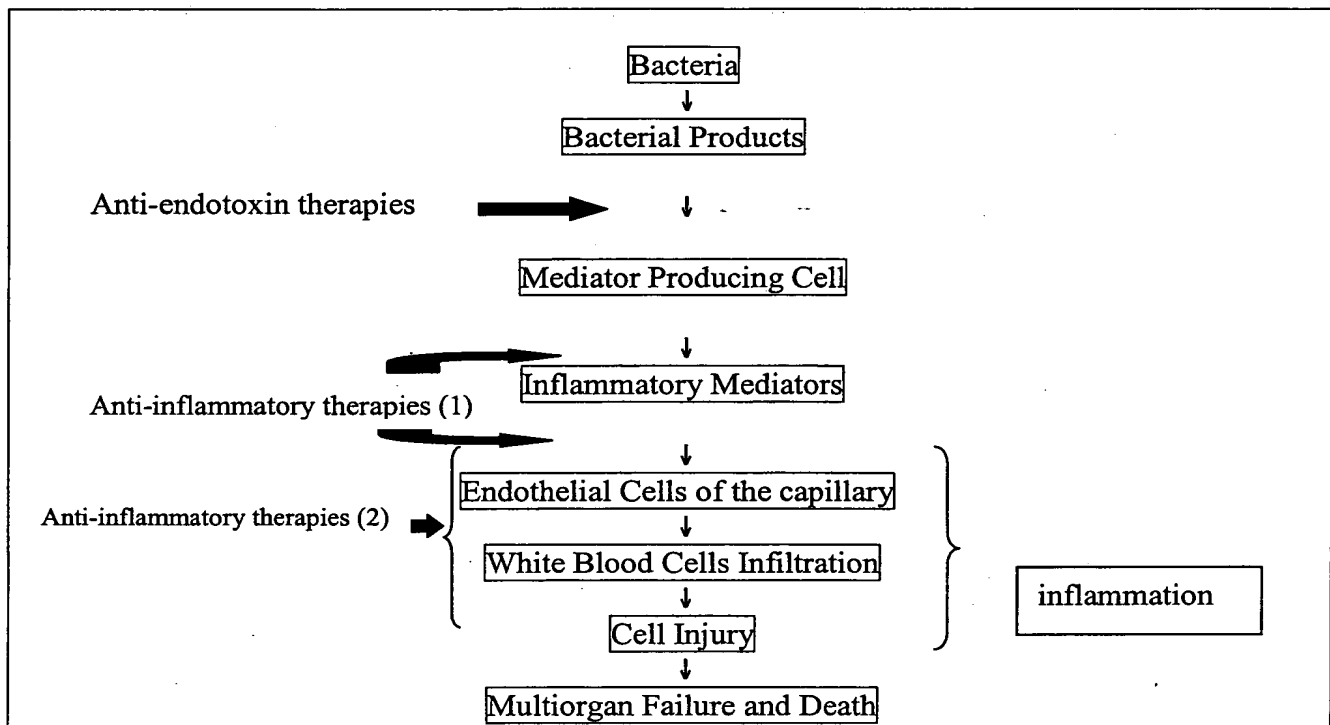 Bacteria
Bacterial Products
Anti-endotoxin therapies
Mediator Producing Cell
Inflammatory Mediators
Anti-inflammatory therapies (1)
Endothelial Cells of the capillary
Anti-inflammatory therapies (2)
White Blood Cells Infiltration
inflammation
Cell Injury
Multiorgan Failure and Death